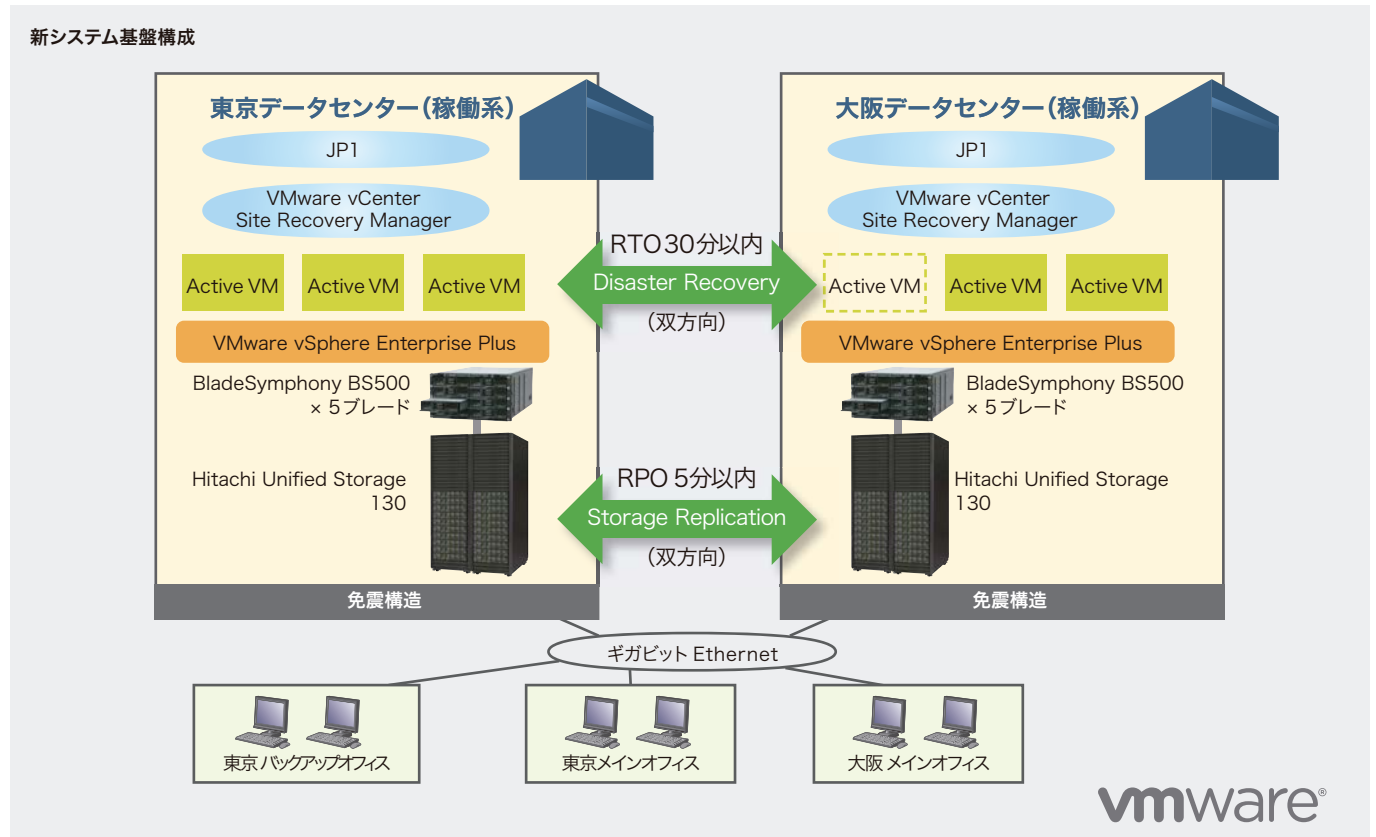 新システム基盤構成
東京データセンター（稼働系）
JP1
VMware vCenter
Site Recovery Manager
Active VM
Active VM
Active VM
VMware vSphere Enterprise Plus
BladeSymphony BS500
× 5ブレード
Hitachi Unified Storage
130
免震構造
RTO 30分以内
Disaster Recovery
（双方向）
RPO 5分以内
Storage Replication
（双方向）
大阪データセンター（稼働系）
JP1
VMware vCenter
Site Recovery Manager
Active VM
Active VM
Active VM
VMware vSphere Enterprise Plus
BladeSymphony BS500
× 5ブレード
Hitachi Unified Storage
130
免震構造
ギガビット Ethernet
東京 バックアップオフィス
東京メインオフィス
大阪 メインオフィス
vmware®